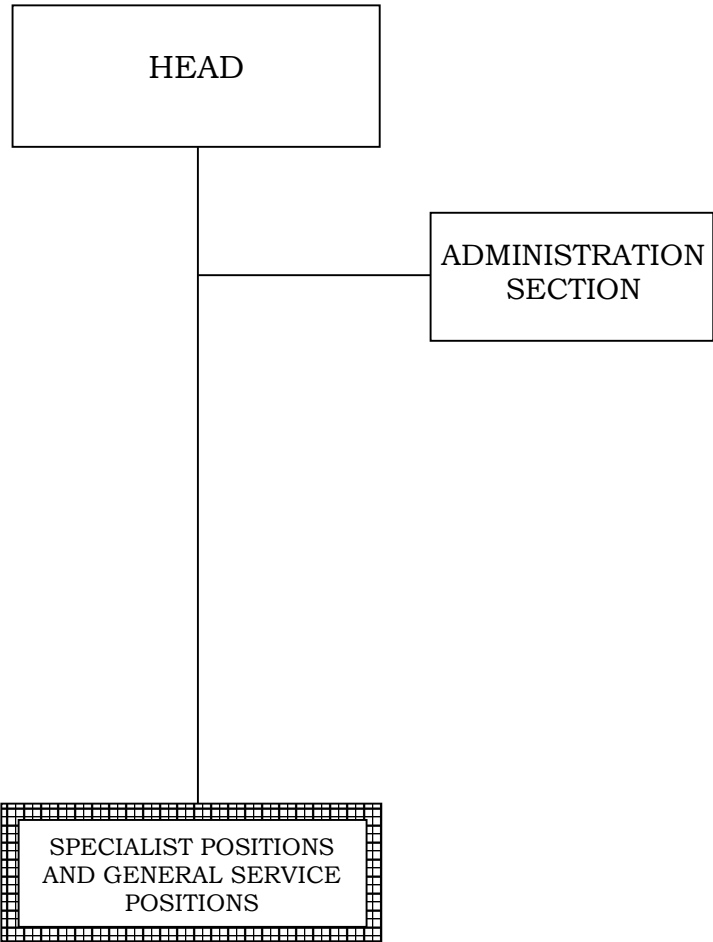 HEAD
ADMINISTRATION
SECTION
SPECIALIST POSITIONS
AND GENERAL SERVICE
POSITIONS